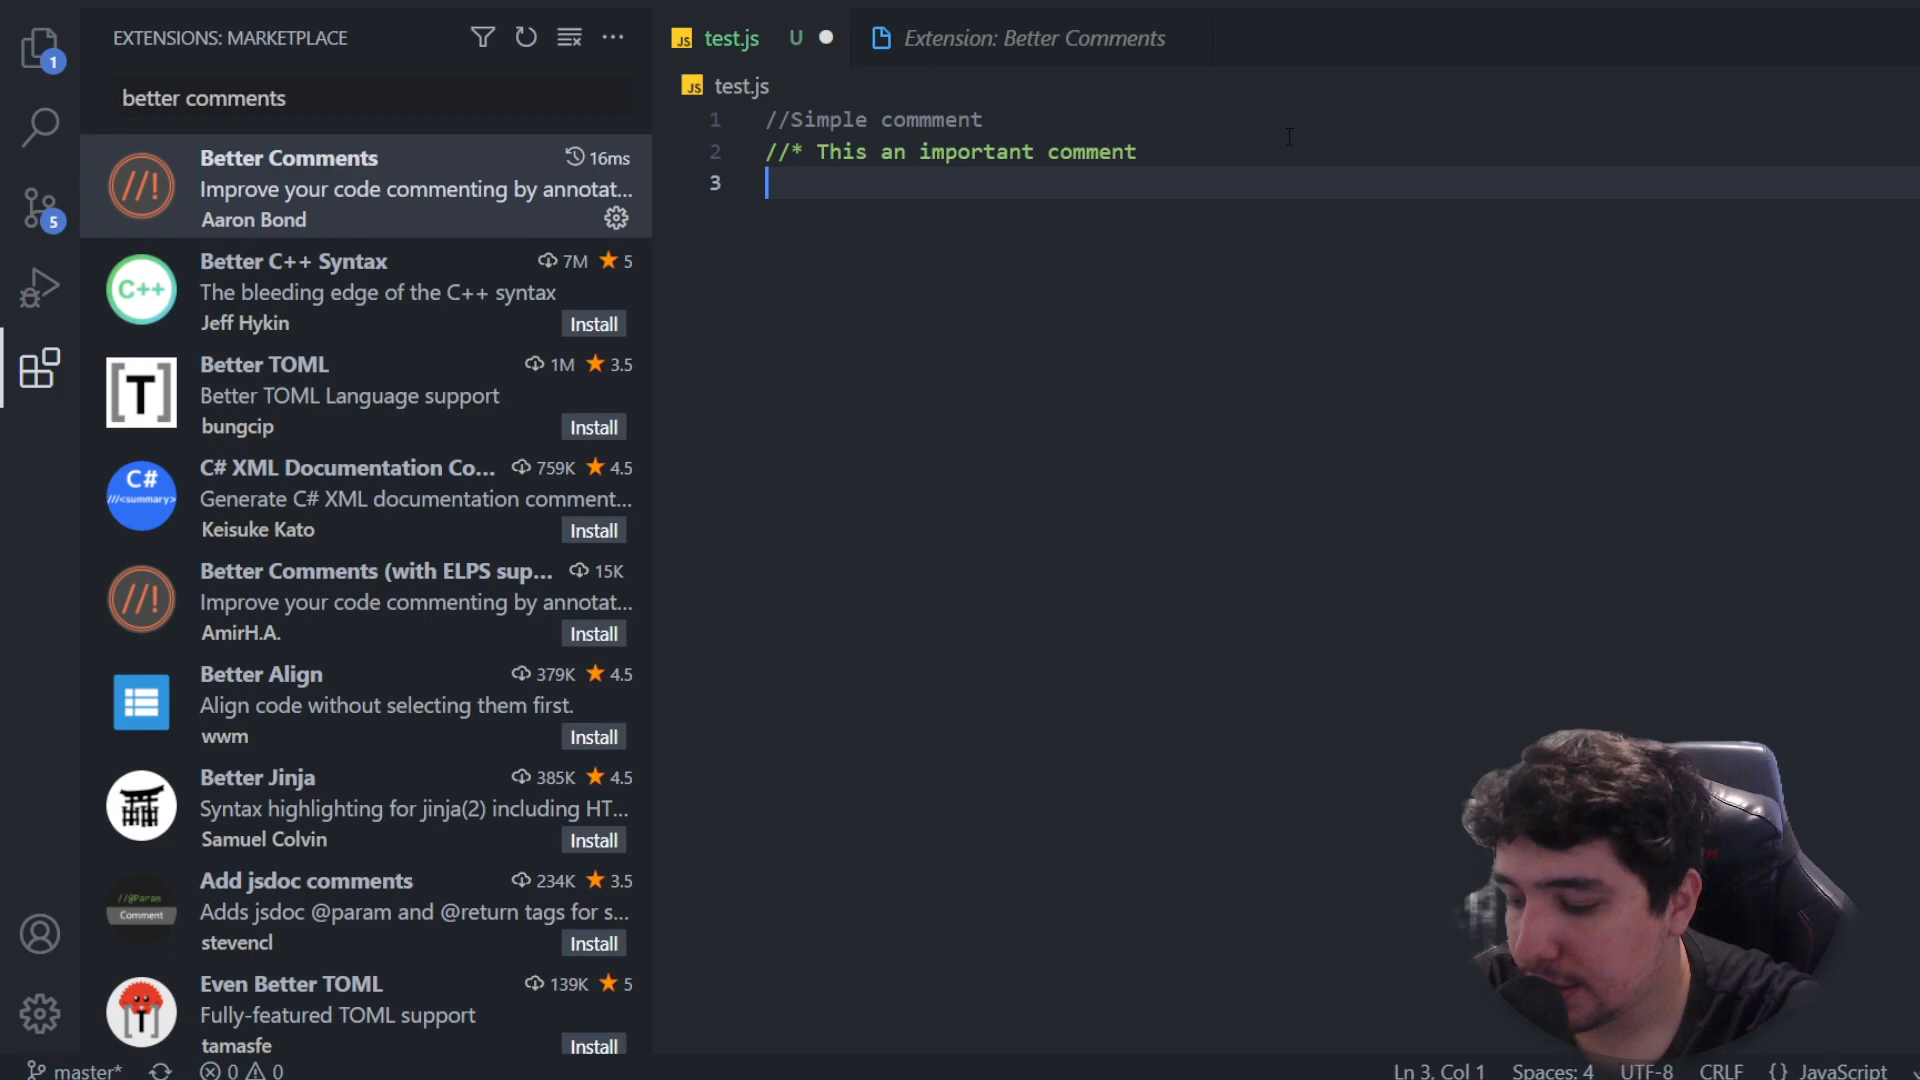 EXTENSIONS: MARKETPLACE
better comments
Better Comments 16ms
Improve your code commenting by annotat...
Aaron Bond
Better C++ Syntax 7M 5
The bleeding edge of the C++ syntax
Jeff Hykin Install
Better TOML 1M 3.5
Better TOML Language support
bungcip Install
C# XML Documentation Co... 759K 4.5
Generate C# XML documentation comment...
Keisuke Kato Install
Better Comments (with ELPS sup... 15K
Improve your code commenting by annotat...
AmirH.A. Install
Better Align 379K 4.5
Align code without selecting them first.
wwm Install
Better Jinja 385K 4.5
Syntax highlighting for jinja(2) including HT...
Samuel Colvin Install
Add jsdoc comments 234K 3.5
Adds jsdoc @param and @return tags for s...
stevencl Install
Even Better TOML 139K 5
Fully-featured TOML support
tamasfe Install
1
5
//!
C++
[T]
C#
///<summary>
//!
//@Param
Comment
T
JS test.js U
Extension: Better Comments
JS test.js
1 //Simple commment
2 //* This an important comment
3
master* 0 0
Ln 3, Col 1 Spaces: 4 UTF-8 CRLF {} JavaScript